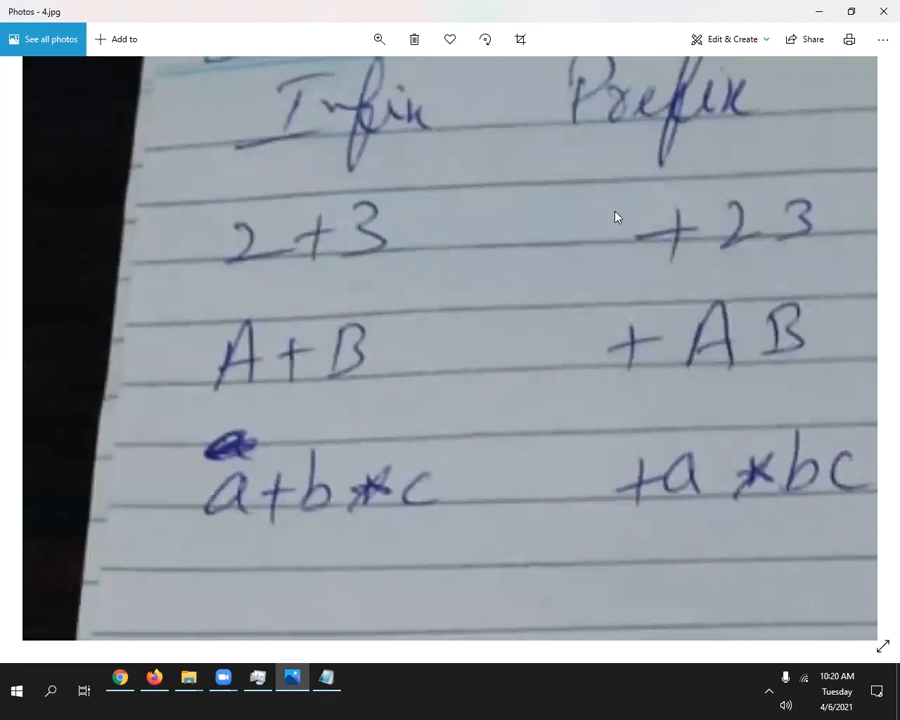 Photos - 4.jpg
See all photos
Add to
Edit & Create
Share
Infix Prefix
2+3 +23
A+B +AB
a
a+b*c +a*bc
10:20 AM
Tuesday
4/6/2021